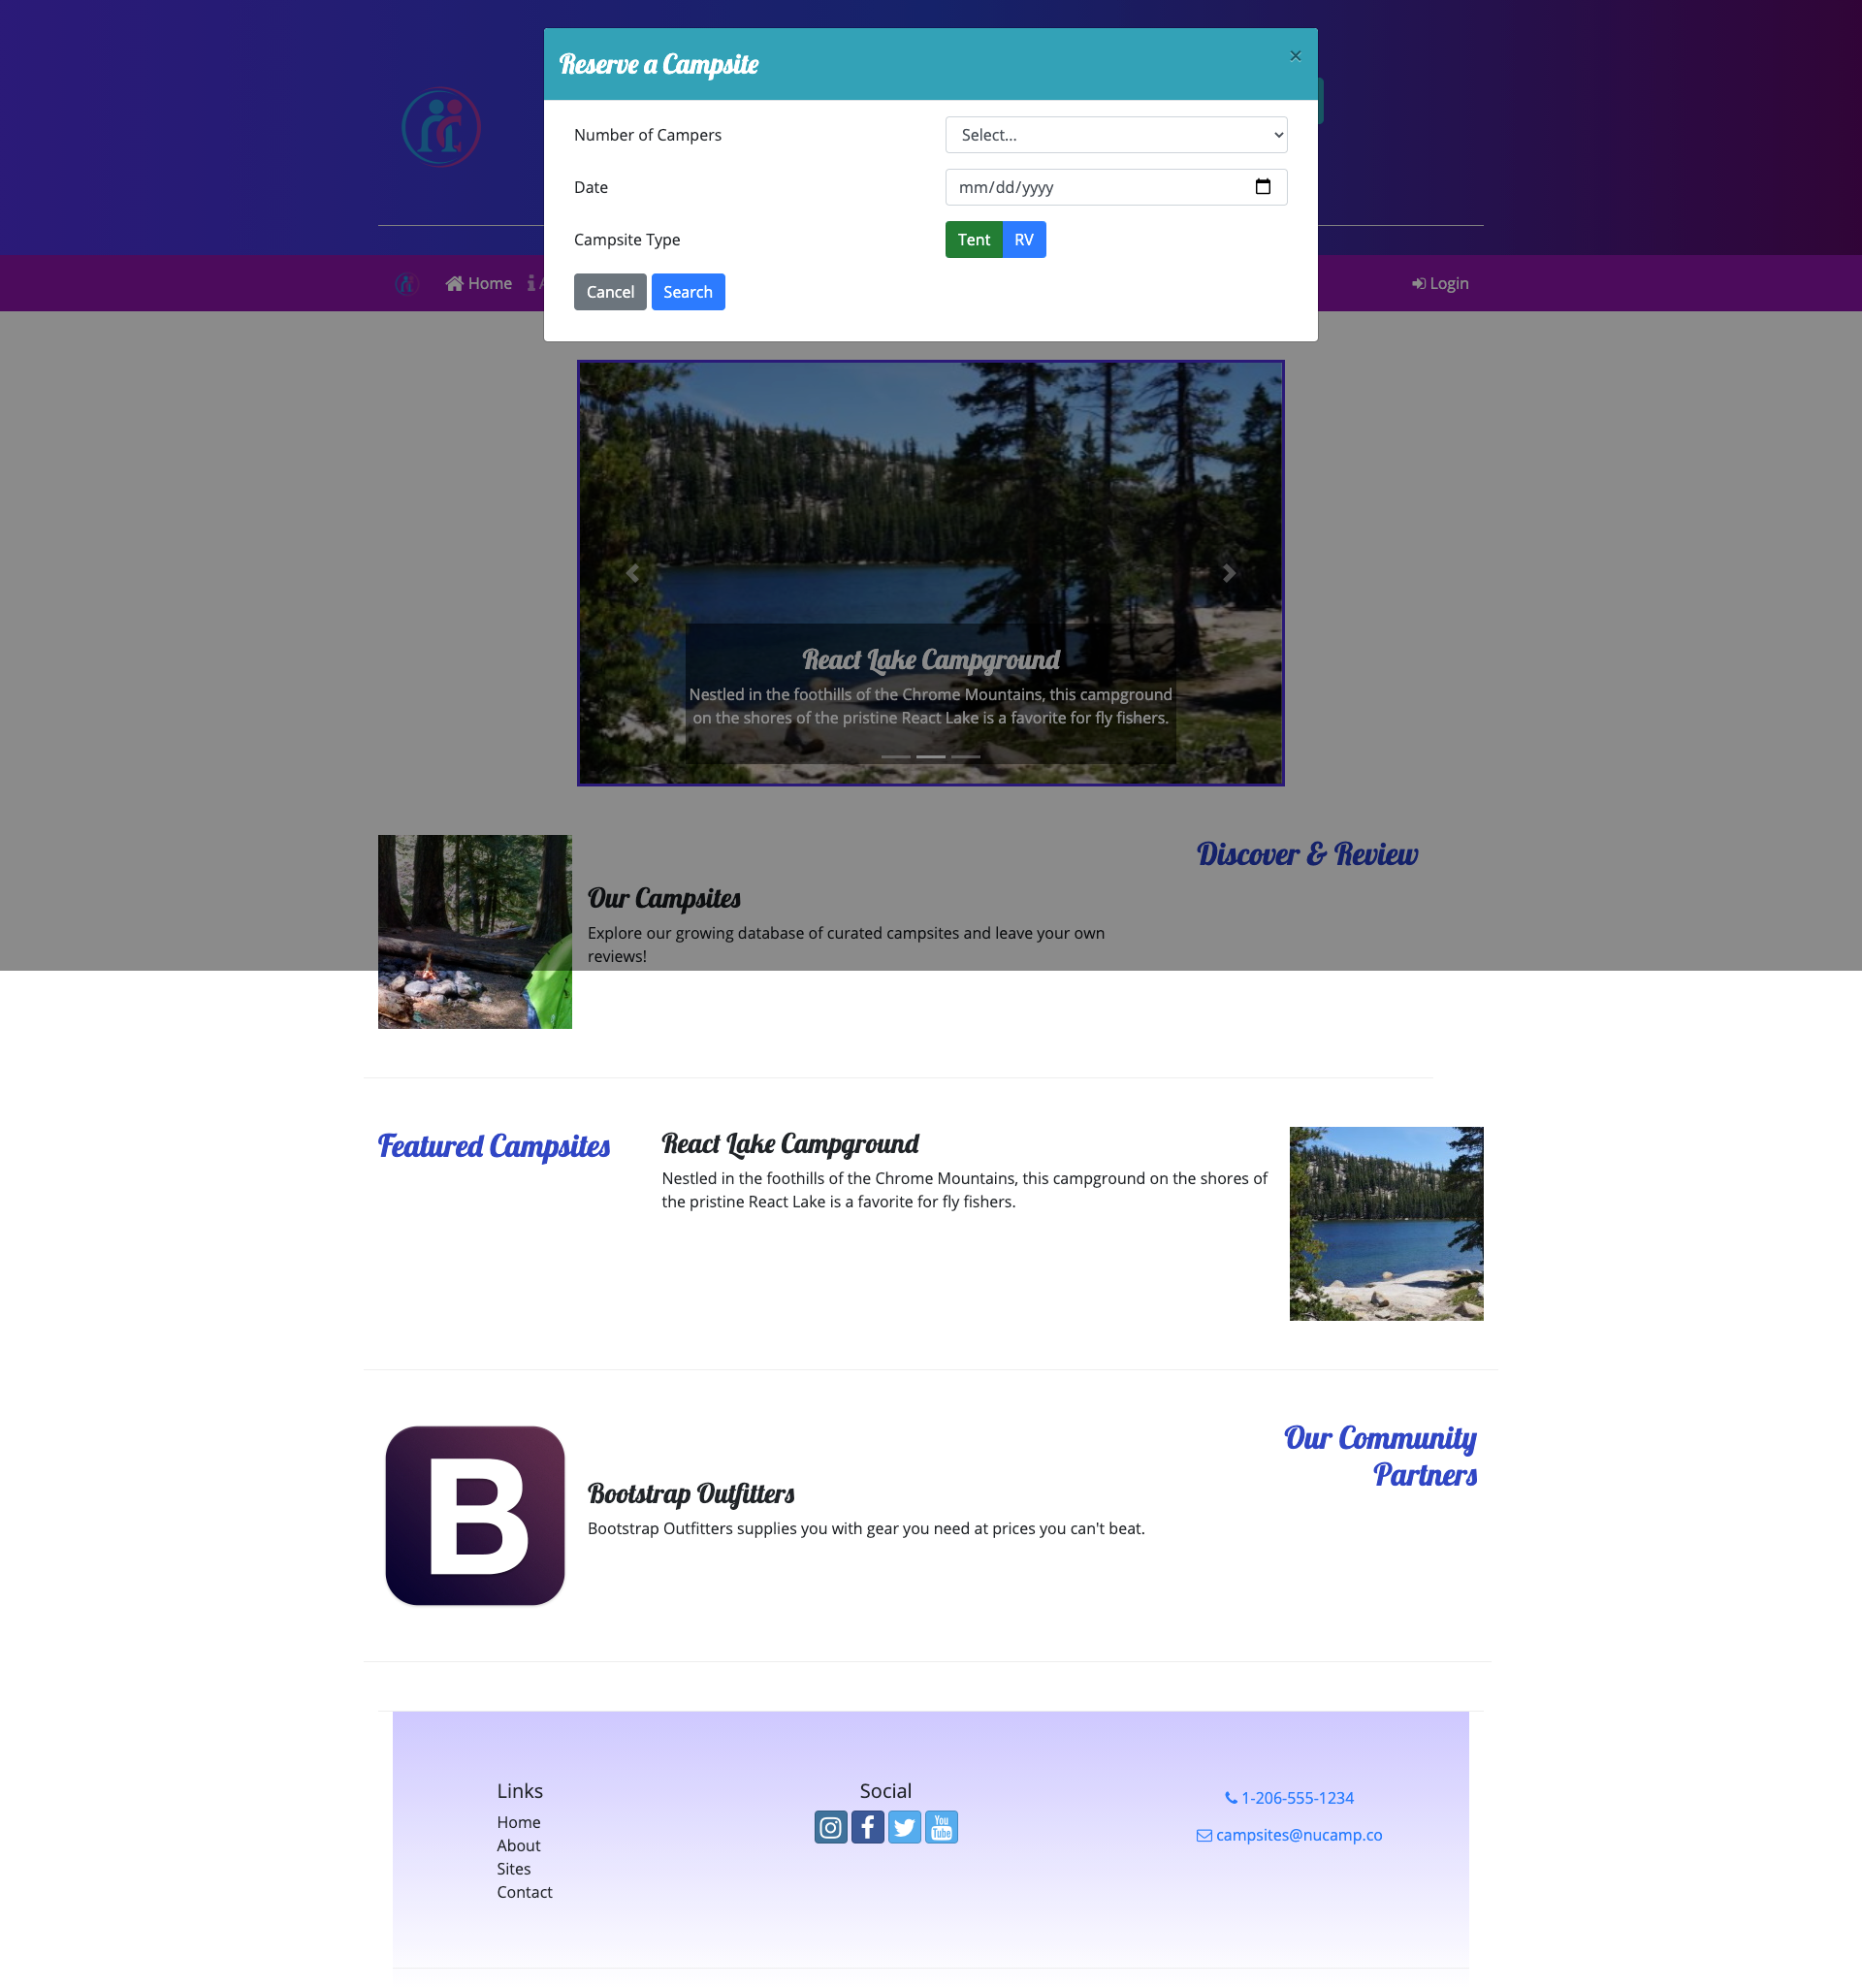 Reserve a Campsite
×
Number of Campers
Select...
Date
mm/dd/yyyy
Campsite Type
Tent RV
Cancel Search
Home
Login
React Lake Campground
Nestled in the foothills of the Chrome Mountains, this campground
on the shores of the pristine React Lake is a favorite for fly fishers.
Discover & Review
Our Campsites
Explore our growing database of curated campsites and leave your own
reviews!
Featured Campsites
React Lake Campground
Nestled in the foothills of the Chrome Mountains, this campground on the shores of
the pristine React Lake is a favorite for fly fishers.
B
Our Community
Partners
Bootstrap Outfitters
Bootstrap Outfitters supplies you with gear you need at prices you can't beat.
Links
Home
About
Sites
Contact
Social
You
Tube
1-206-555-1234
campsites@nucamp.co